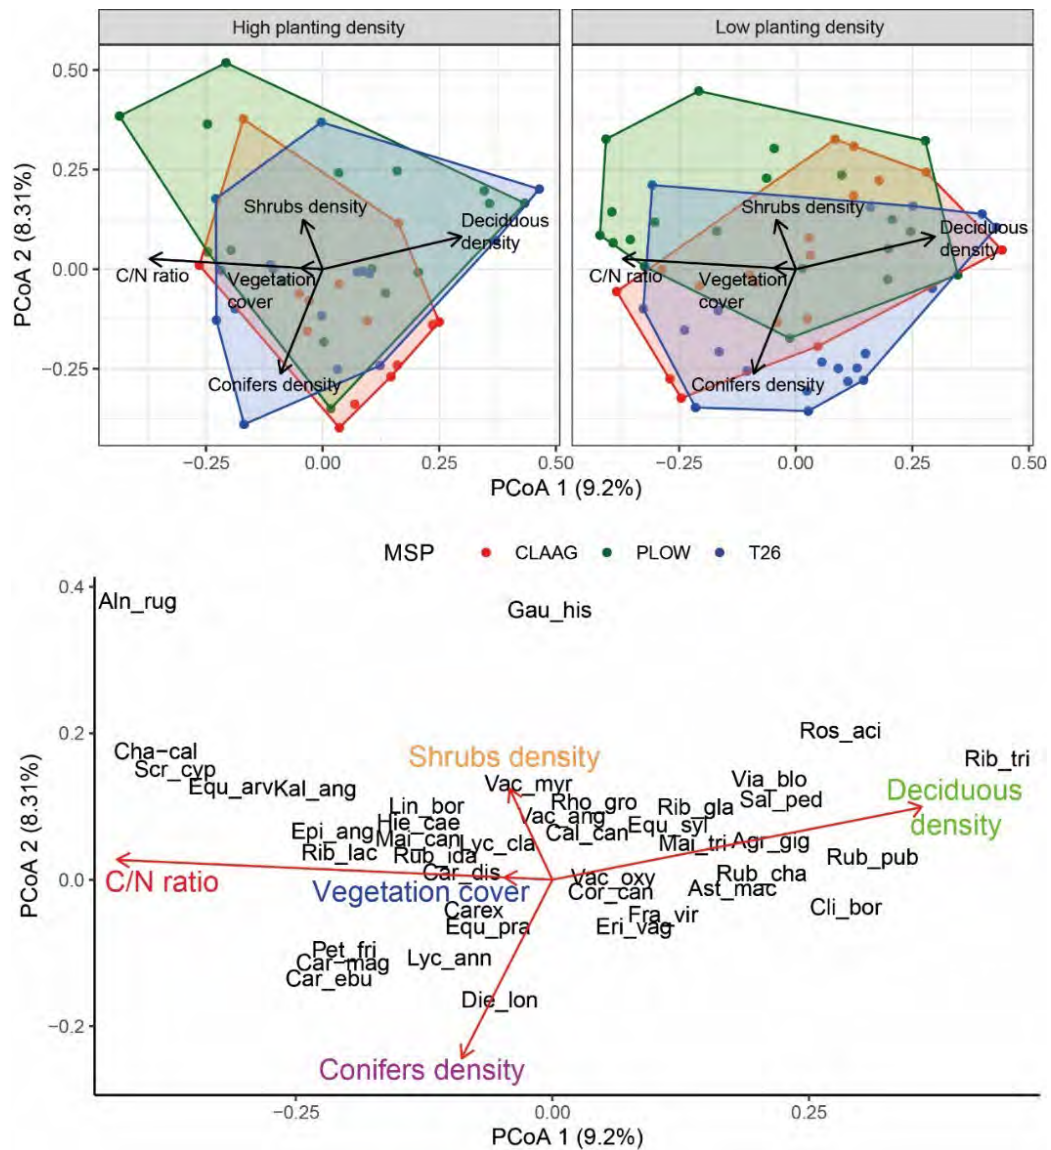 High planting density
Low planting density
PCoA 2 (8.31%)
0.50
0.25
0.00
−0.25
Shrubs density
Deciduous
density
C/N ratio
Vegetation
cover
Conifers density
Shrubs density
Deciduous
density
C/N ratio
Vegetation
cover
Conifers density
−0.25
0.00
0.25
0.50
−0.25
0.00
0.25
0.50
PCoA 1 (9.2%)
PCoA 1 (9.2%)
MSP
CLAAG
PLOW
T26
PCoA 2 (8.31%)
0.4
0.2
0.0
−0.2
Aln_rug
Gau_his
Ros_aci
Rib_tri
Cha−cal
Scr_cyp
Equ_arv
Kal_ang
Shrubs density
Vac_myr
Via_blo
Sal_ped
Deciduous
density
Lin_bor
Rho_gro
Rib_gla
Hie_cae
Vac_ang
Epi_ang
Mai_can
Lyc_cla
Cal_can
Equ_syl
Mai_tri
Agr_gig
Rib_lac
Rub_ida
Rub_pub
Car_dis
C/N ratio
Vegetation cover
Vac_oxy
Rub_cha
Cor_can
Ast_mac
Cli_bor
Carex
Fra_vir
Equ_pra
Eri_vag
Pet_fri
Car−mag
Car_ebu
Lyc_ann
Die_lon
Conifers density
−0.25
0.00
0.25
PCoA 1 (9.2%)